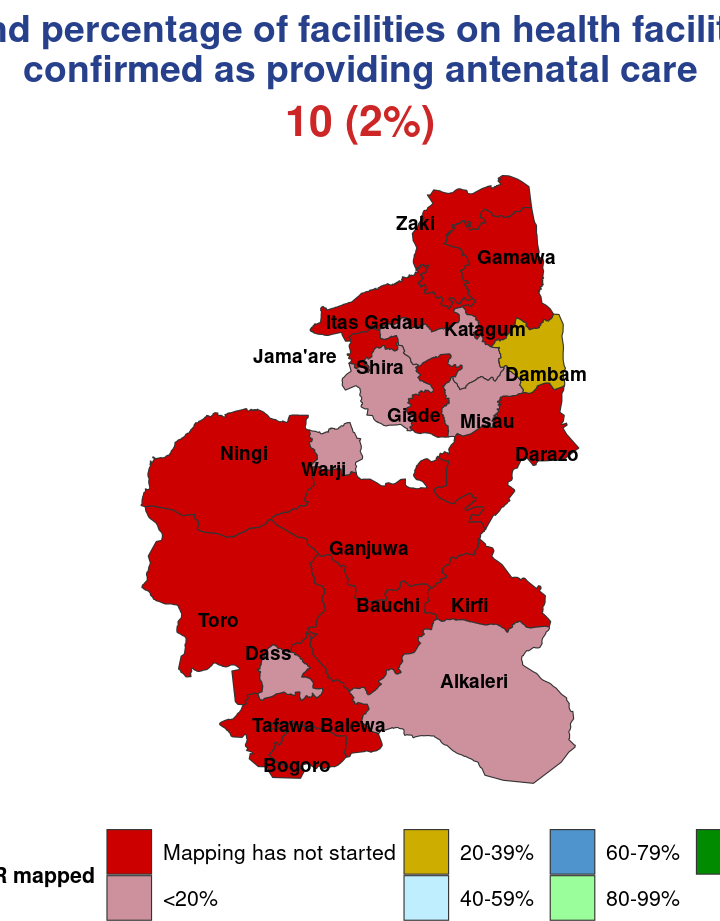 percentage of facilities on health
confirmed as providing antenatal care
10 (2%)
Zaki
Gamawa
Itas Gadau
Katagum
Jama'are
Shira
Dambam
Giade
Misau
Ningi
Warji
Darazo
Ganjuwa
Bauchi
Kirfi
Toro
Dass
Alkaleri
Tafawa Balewa
Bogoro
Mapping has not started
20-39%
60-79%
R mapped
<20%
40-59%
80-99%